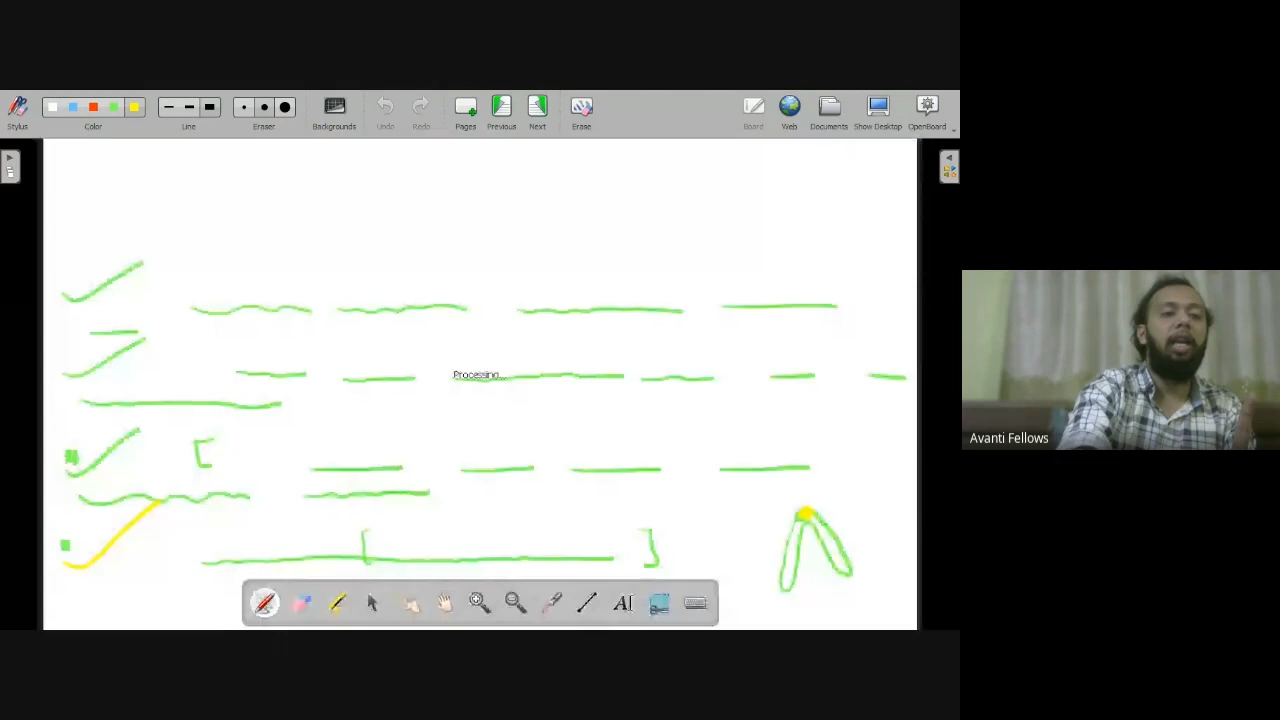 Stylus Color Line Eraser Backgrounds Undo Redo Pages Previous Next Erase Board Web Documents Show Desktop OpenBoard
Processing...
Avanti Fellows